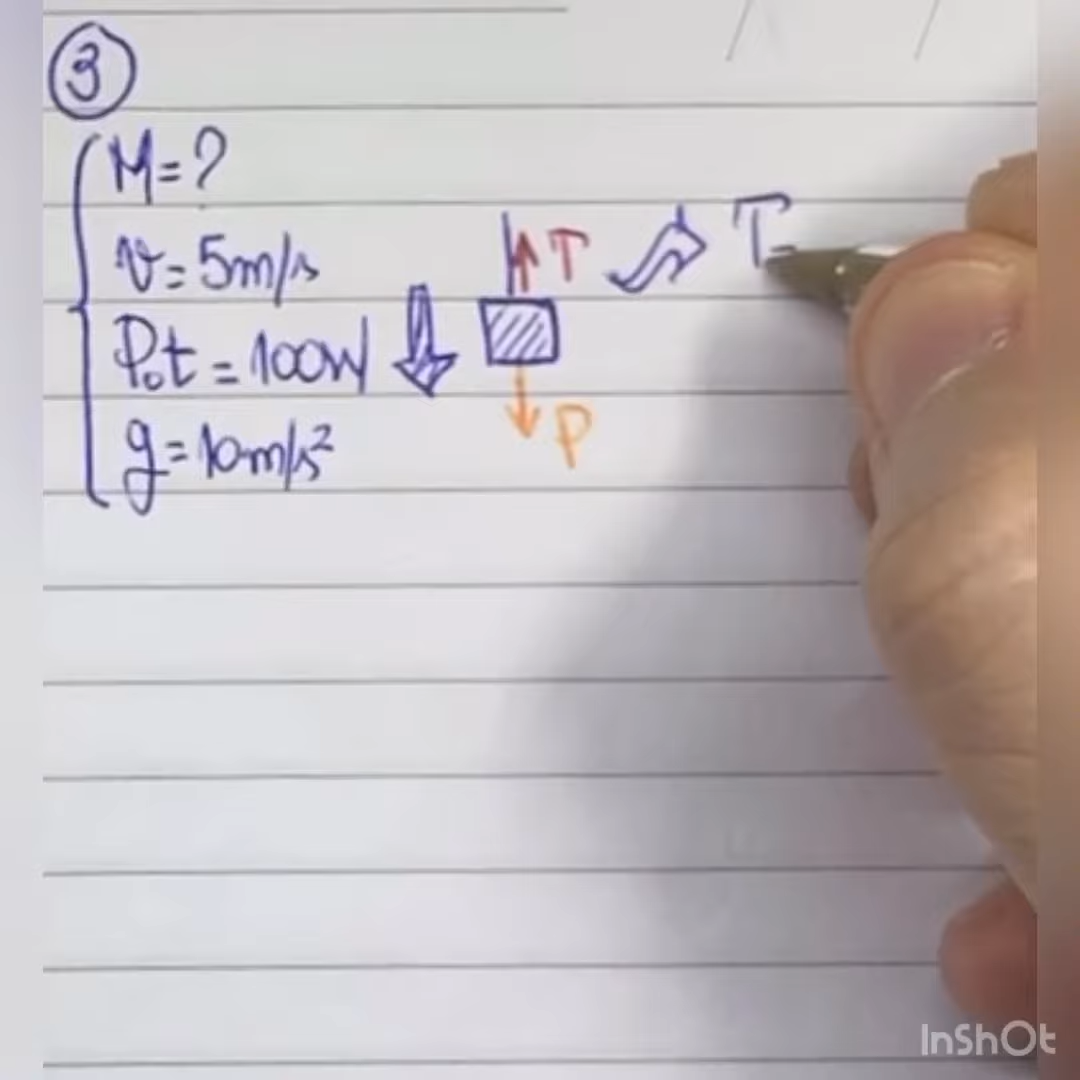 3
M = ?
v = 5m/s
T
T =
Pot = 100W
P
g = 10m/s²
InShOt